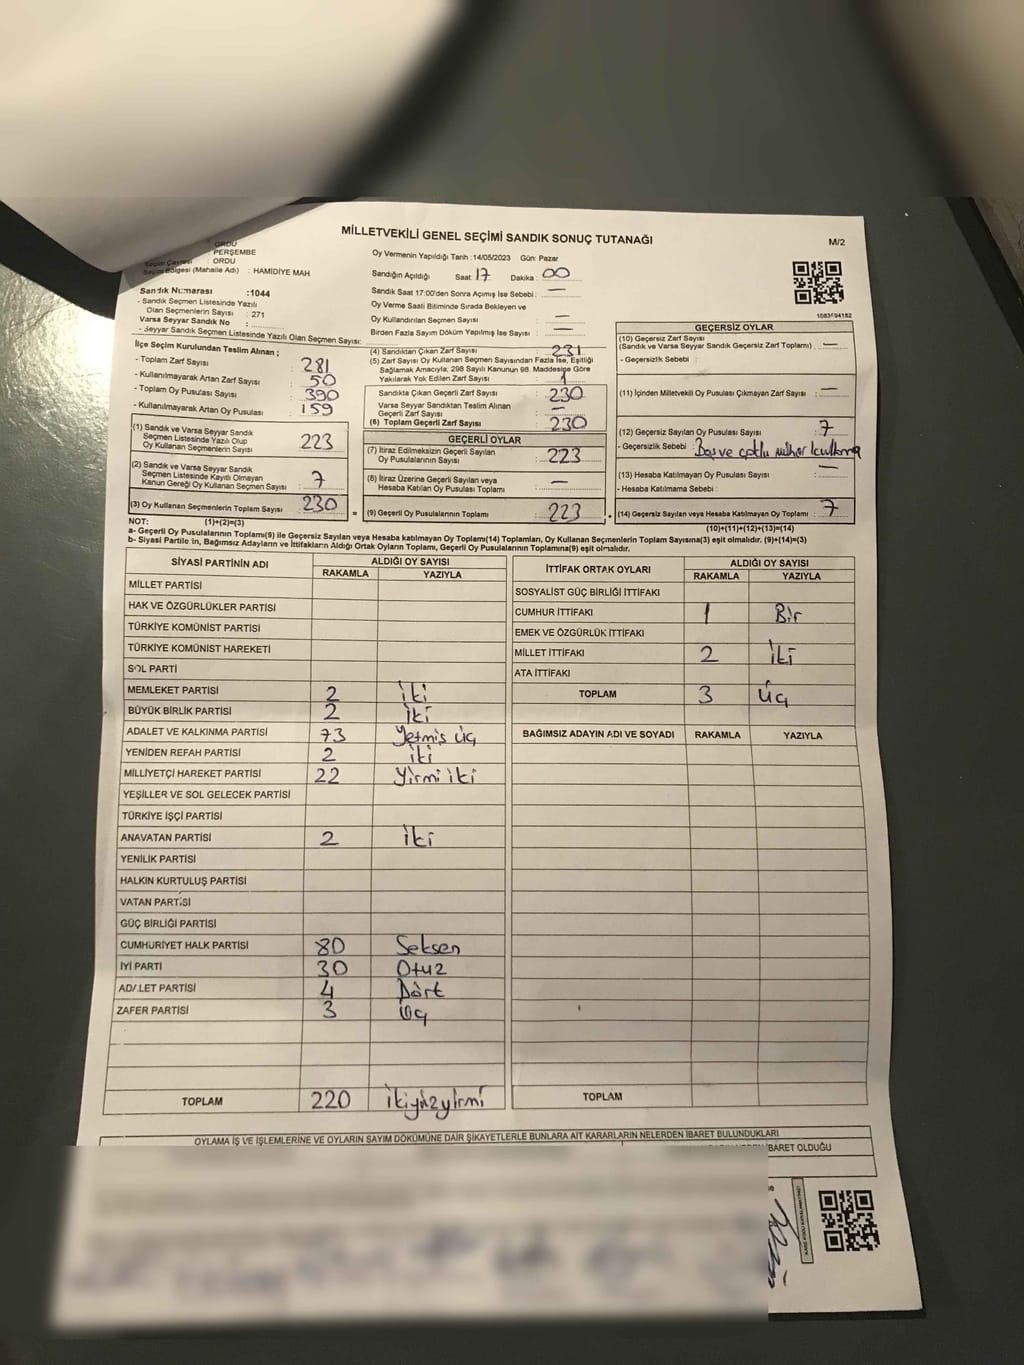 MİLLETVEKİLİ GENEL SEÇİMİ SANDIK SONUÇ TUTANAĞI
M/2
ORDU
: PERŞEMBE
: ORDU
Seçim Bölgesi (Mahalle Adı) : HAMİDİYE MAH
Oy Vermenin Yapıldığı Tarih :14/05/2023 Gün: Pazar
Sandığın Açıldığı Saat: 17 Dakika : 00
Sandık Saat 17:00'den Sonra Açımış İse Sebebi : —
Oy Verme Saati Bitiminde Sırada Bekleyen ve
Oy Kullandırılan Seçmen Sayısı : —
Birden Fazla Sayım Döküm Yapılmış İse Sayısı : —
Sandık Numarası :1044
- Sandık Seçmen Listesinde Yazılı
Olan Seçmenlerin Sayısı : 271
Varsa Seyyar Sandık No :
- Seyyar Sandık Seçmen Listesinde Yazılı Olan Seçmen Sayısı:
İlçe Seçim Kurulundan Teslim Alınan ;
- Toplam Zarf Sayısı : 281
- Kullanılmayarak Artan Zarf Sayısı : 50
- Toplam Oy Pusulası Sayısı : 390
- Kullanılmayarak Artan Oy Pusulası : 159
(1) Sandık ve Varsa Seyyar Sandık
Seçmen Listesinde Yazılı Olup
Oy Kullanan Seçmenlerin Sayısı : 223
(2) Sandık ve Varsa Seyyar Sandık
Seçmen Listesinde Kayıtlı Olmayan
Kanun Gereği Oy Kullanan Seçmen Sayısı : 7
(3) Oy Kullanan Seçmenlerin Toplam Sayısı : 230
(1)+(2)=(3)
(4) Sandıktan Çıkan Zarf Sayısı : 231
(5) Zarf Sayısı Oy Kullanan Seçmen Sayısından Fazla İse, Eşitliği
Sağlamak Amacıyla; 298 Sayılı Kanunun 98. Maddesine Göre
Yakılarak Yok Edilen Zarf Sayısı : 1
Sandıkta Çıkan Geçerli Zarf Sayısı : 230
Varsa Seyyar Sandıktan Teslim Alınan
Geçerli Zarf Sayısı : —
(6) Toplam Geçerli Zarf Sayısı : 230
GEÇERLİ OYLAR
(7) İtiraz Edilmeksizin Geçerli Sayılan
Oy Pusulalarının Sayısı : 223
(8) İtiraz Üzerine Geçerli Sayılan veya
Hesaba Katılan Oy Pusulası Toplamı : —
= (9) Geçerli Oy Pusulalarının Toplamı : 223
1083f94182
GEÇERSİZ OYLAR
(10) Geçersiz Zarf Sayısı
(Sandık ve Varsa Seyyar Sandık Geçersiz Zarf Toplamı) : —
- Geçersizlik Sebebi :
(11) İçinden Milletvekili Oy Pusulası Çıkmayan Zarf Sayısı : —
(12) Geçersiz Sayılan Oy Pusulası Sayısı : 7
- Geçersizlik Sebebi : Boş ve çoklu mühür kullanma
(13) Hesaba Katılmayan Oy Pusulası Sayısı : —
- Hesaba Katılmama Sebebi :
+ (14) Geçersiz Sayılan veya Hesaba Katılmayan Oy Toplamı : 7
(10)+(11)+(12)+(13)=(14)
NOT:
a- Geçerli Oy Pusulalarının Toplamı(9) ile Geçersiz Sayılan veya Hesaba katılmayan Oy Toplamı(14) Toplamları, Oy Kullanan Seçmenlerin Toplam Sayısına(3) eşit olmalıdır. (9)+(14)=(3)
b- Siyasi Partilerin, Bağımsız Adayların ve İttifakların Aldığı Ortak Oyların Toplamı, Geçerli Oy Pusulalarının Toplamına(9) eşit olmalıdır.
SİYASİ PARTİNİN ADI ALDIĞI OY SAYISI
RAKAMLA YAZIYLA
MİLLET PARTİSİ
HAK VE ÖZGÜRLÜKLER PARTİSİ
TÜRKİYE KOMÜNİST PARTİSİ
TÜRKİYE KOMÜNİST HAREKETİ
SOL PARTİ
MEMLEKET PARTİSİ 2 iki
BÜYÜK BİRLİK PARTİSİ 2 iki
ADALET VE KALKINMA PARTİSİ 73 Yetmiş üç
YENİDEN REFAH PARTİSİ 2 iki
MİLLİYETÇİ HAREKET PARTİSİ 22 Yirmi iki
YEŞİLLER VE SOL GELECEK PARTİSİ
TÜRKİYE İŞÇİ PARTİSİ
ANAVATAN PARTİSİ 2 iki
YENİLİK PARTİSİ
HALKIN KURTULUŞ PARTİSİ
VATAN PARTİSİ
GÜÇ BİRLİĞİ PARTİSİ
CUMHURİYET HALK PARTİSİ 80 Seksen
İYİ PARTİ 30 Otuz
ADALET PARTİSİ 4 Dört
ZAFER PARTİSİ 3 Üç
TOPLAM 220 ikiyüzyirmi
İTTİFAK ORTAK OYLARI ALDIĞI OY SAYISI
RAKAMLA YAZIYLA
SOSYALİST GÜÇ BİRLİĞİ İTTİFAKI
CUMHUR İTTİFAKI 1 Bir
EMEK VE ÖZGÜRLÜK İTTİFAKI
MİLLET İTTİFAKI 2 iki
ATA İTTİFAKI
TOPLAM 3 Üç
BAĞIMSIZ ADAYIN ADI VE SOYADI RAKAMLA YAZIYLA
TOPLAM
OYLAMA İŞ VE İŞLEMLERİNE VE OYLARIN SAYIM DÖKÜMÜNE DAİR ŞİKAYETLERLE BUNLARA AİT KARARLARIN NELERDEN İBARET BULUNDUKLARI
İBARET OLDUĞU